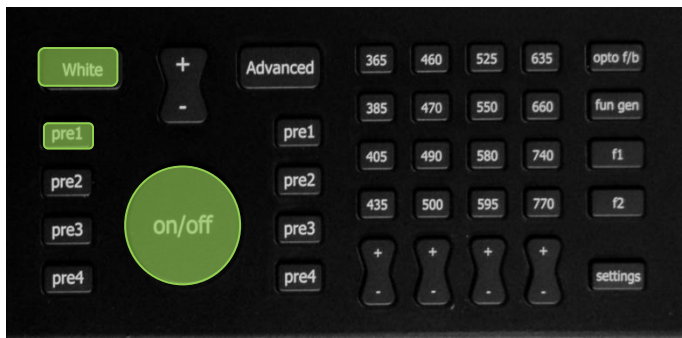 White + Advanced 365 460 525 635 opto f/b
-
pre1 pre1 385 470 550 660 fun gen
pre2 pre2 405 490 580 740 f1
on/off
pre3 pre3 435 500 595 770 f2
+ + + +
pre4 pre4 settings
- - - -